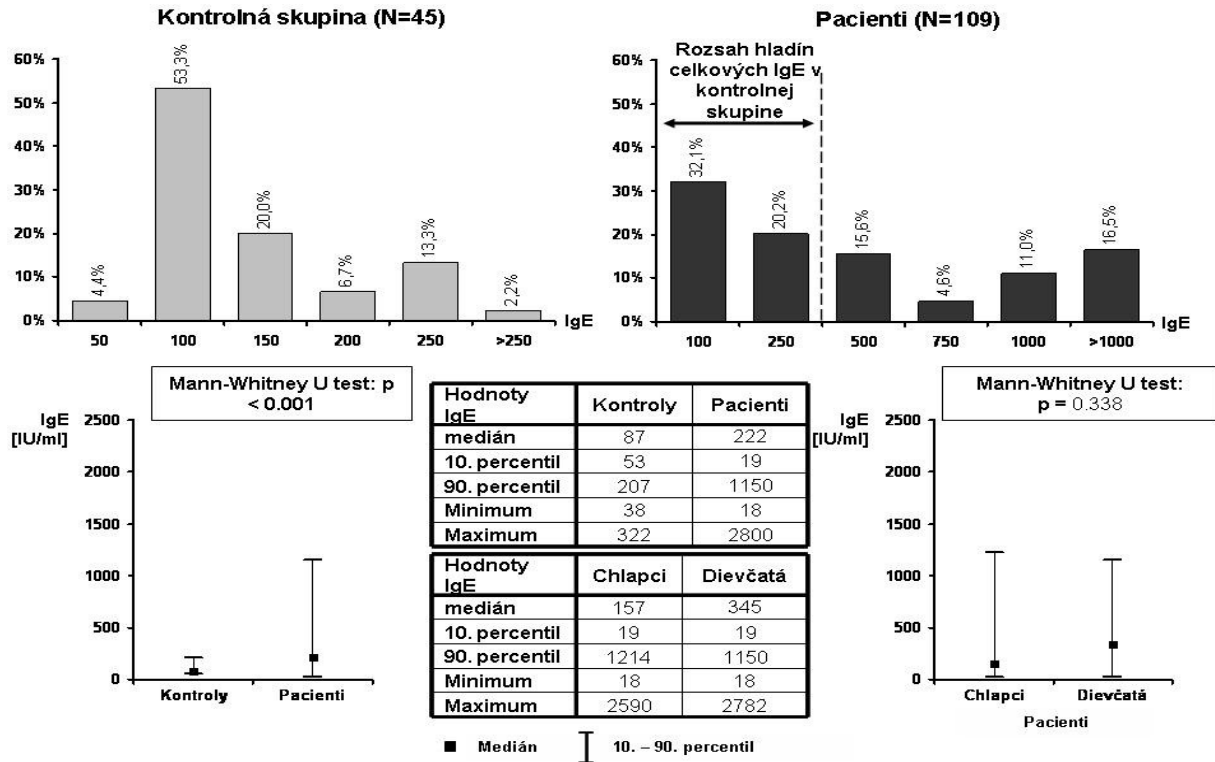 Kontrolná skupina (N=45)
60%
50%
40%
30%
20%
10%
0%
4,4%
53,3%
20,0%
6,7%
13,3%
2,2%
50 100 150 200 250 >250
IgE
Pacienti (N=109)
Rozsah hladín
celkových IgE v
kontrolnej
skupine
60%
50%
40%
30%
20%
10%
0%
32,1%
20,2%
15,6%
4,6%
11,0%
16,5%
100 250 500 750 1000 >1000
IgE
Mann-Whitney U test: p
< 0.001
IgE
[IU/ml]
2500
2000
1500
1000
500
0
Kontroly Pacienti
Hodnoty IgE Kontroly Pacienti
medián 87 222
10. percentil 53 19
90. percentil 207 1150
Minimum 38 18
Maximum 322 2800
Hodnoty IgE Chlapci Dievčatá
medián 157 345
10. percentil 19 19
90. percentil 1214 1150
Minimum 18 18
Maximum 2590 2782
Mann-Whitney U test:
p = 0.338
IgE
[IU/ml]
2500
2000
1500
1000
500
0
Chlapci Dievčatá
Pacienti
Medián 10. – 90. percentil